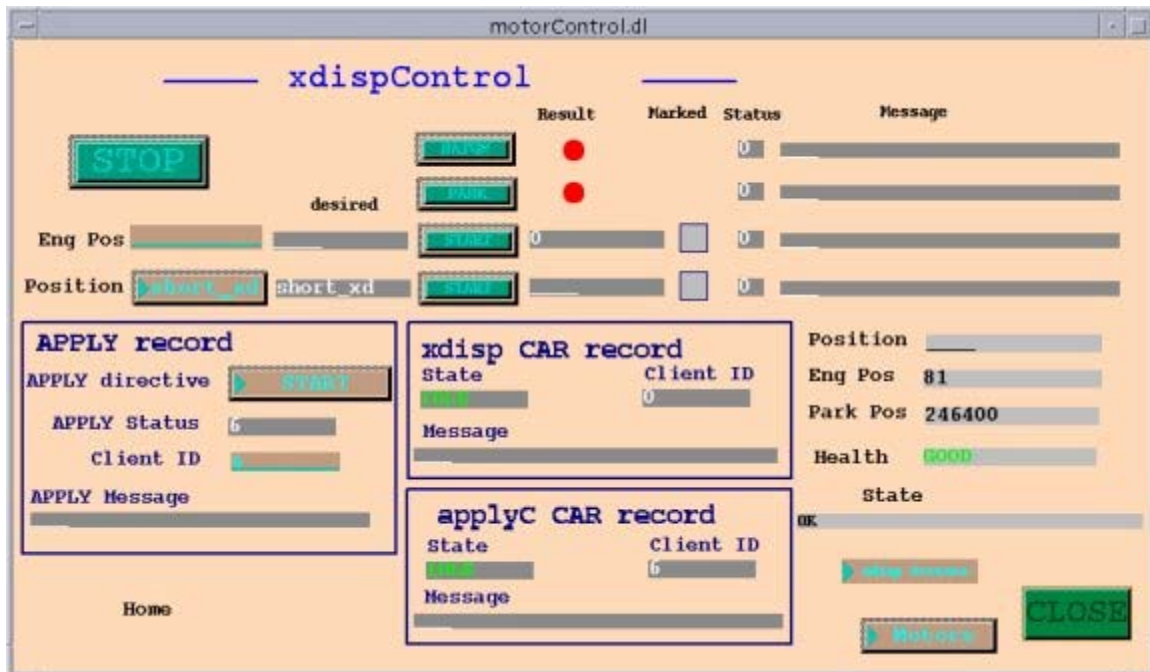 motorControl.dl
xdispControl
Result Marked Status Message
STOP
0
PARK 0
desired
Eng Pos START 0 0
Position short_xd short_xd START 0
APPLY record
APPLY directive START
APPLY Status 6
Client ID
APPLY Message
xdisp CAR record
State Client ID
0
Message
applyC CAR record
State Client ID
6
Message
Position
Eng Pos 81
Park Pos 246400
Health GOOD
State
OK
Home
Motors
CLOSE